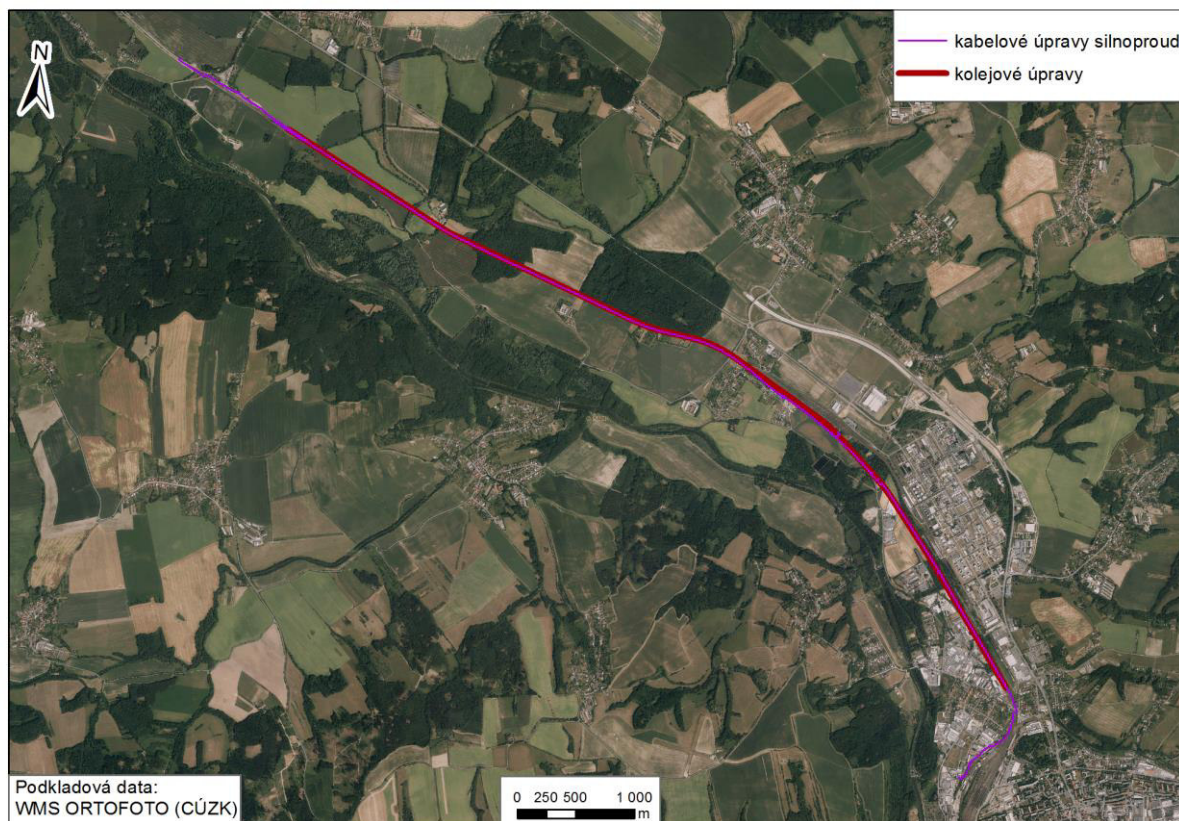 N
kabelové úpravy silnoproud
kolejové úpravy
Podkladová data:
WMS ORTOFOTO (CÚZK)
0 250 500 1 000
m